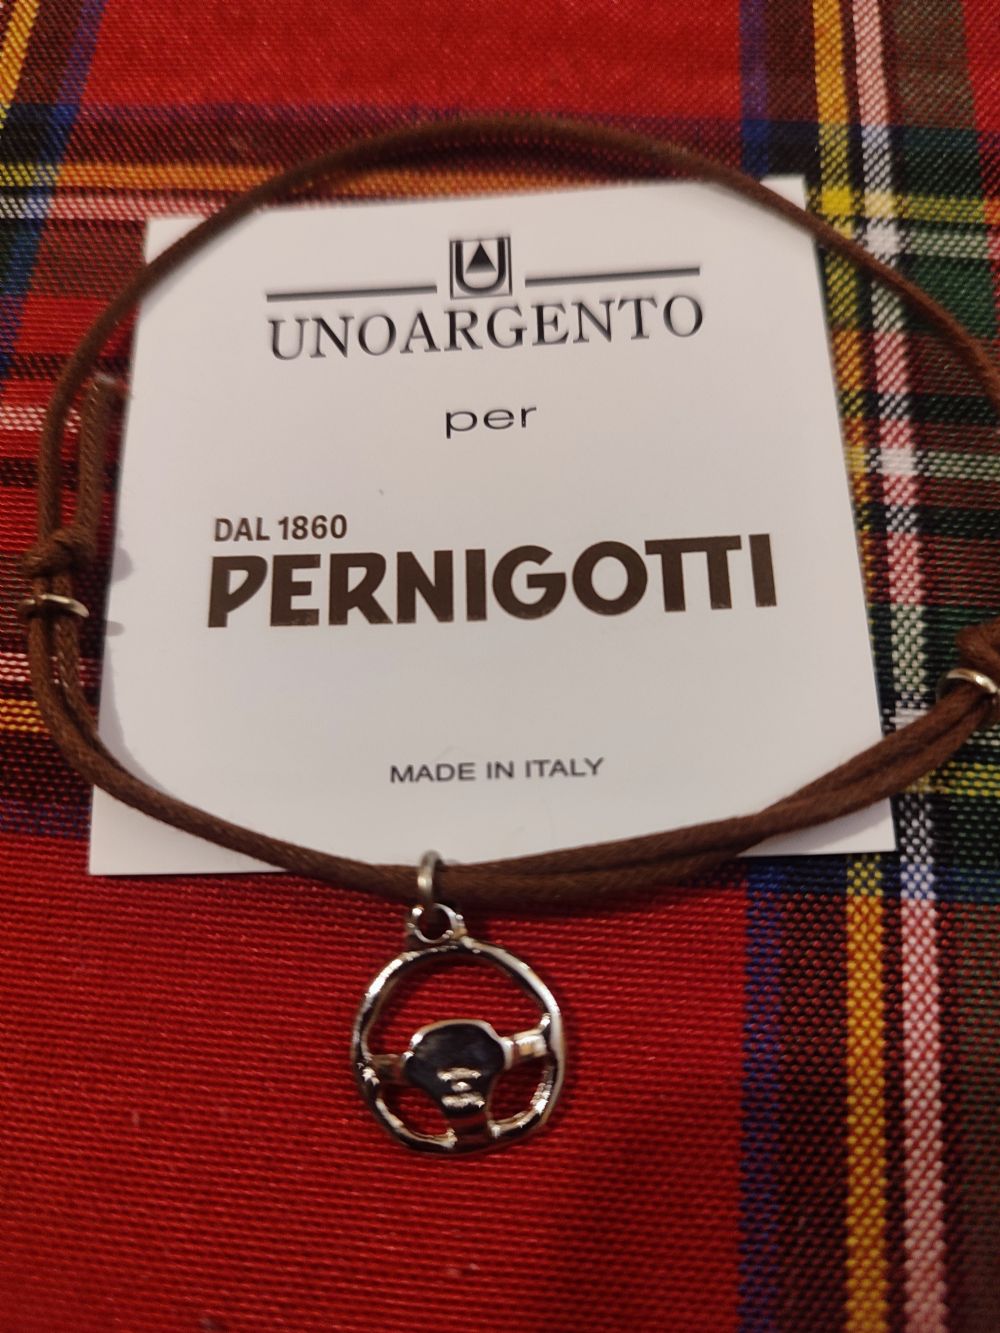 UNOARGENTO
per
DAL 1860
PERNIGOTTI
MADE IN ITALY